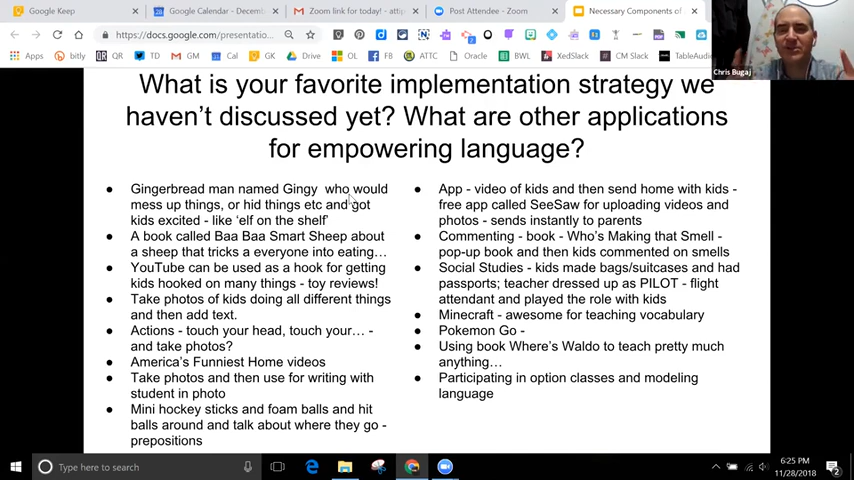 Google Keep
Google Calendar - Decemb
Zoom link for today! - attip
Post Attendee - Zoom
Necessary Components of
https://docs.google.com/presentatio...
Apps
bitly
QR
TD
GM
Cal
GK
Drive
OL
FB
ATTC
Oracle
BL
XedSlack
CM Slack
TableAudio
Chris Bugaj
What is your favorite implementation strategy we
haven't discussed yet? What are other applications
for empowering language?
● Gingerbread man named Gingy who would
mess up things, or hid things etc and got
kids excited - like 'elf on the shelf'
● A book called Baa Baa Smart Sheep about
a sheep that tricks a everyone into eating…
● YouTube can be used as a hook for getting
kids hooked on many things - toy reviews!
● Take photos of kids doing all different things
and then add text.
● Actions - touch your head, touch your… -
and take photos?
● America's Funniest Home videos
● Take photos and then use for writing with
student in photo
● Mini hockey sticks and foam balls and hit
balls around and talk about where they go -
prepositions
● App - video of kids and then send home with kids -
free app called SeeSaw for uploading videos and
photos - sends instantly to parents
● Commenting - book - Who's Making that Smell -
pop-up book and then kids commented on smells
● Social Studies - kids made bags/suitcases and had
passports; teacher dressed up as PILOT - flight
attendant and played the role with kids
● Minecraft - awesome for teaching vocabulary
● Pokemon Go -
● Using book Where's Waldo to teach pretty much
anything…
● Participating in option classes and modeling
language
Type here to search
6:25 PM
11/28/2018
2